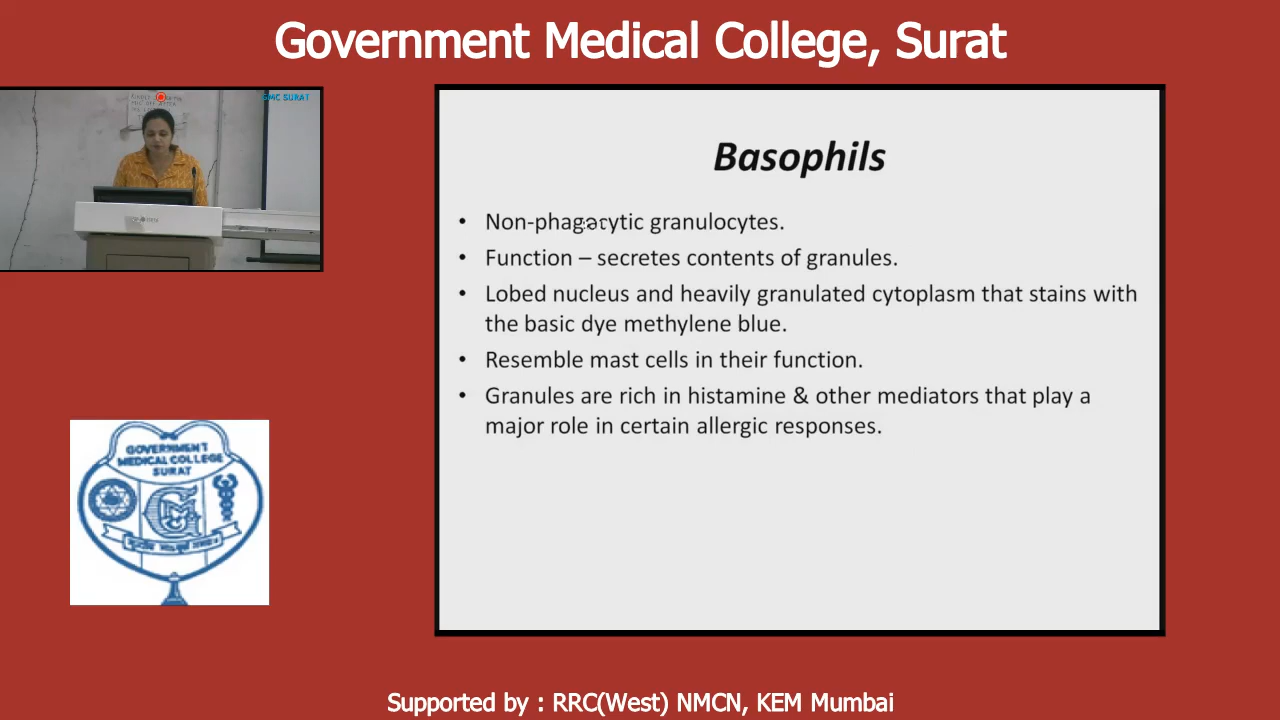 Government Medical College, Surat
GMC SURAT
Basophils
• Non-phagocytic granulocytes.
• Function – secretes contents of granules.
• Lobed nucleus and heavily granulated cytoplasm that stains with
the basic dye methylene blue.
• Resemble mast cells in their function.
• Granules are rich in histamine & other mediators that play a
major role in certain allergic responses.
GOVERNMENT
MEDICAL COLLEGE
SURAT
Supported by : RRC(West) NMCN, KEM Mumbai